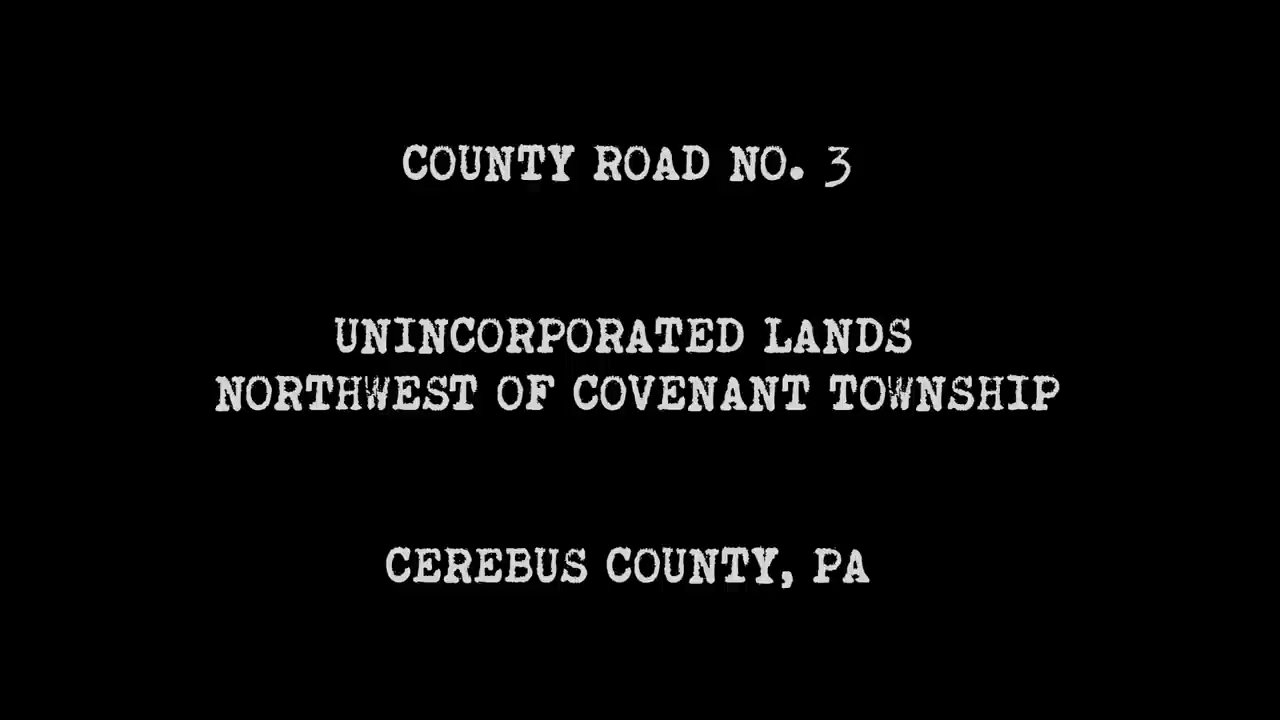 COUNTY ROAD NO. 3
UNINCORPORATED LANDS
NORTHWEST OF COVENANT TOWNSHIP
CEREBUS COUNTY, PA